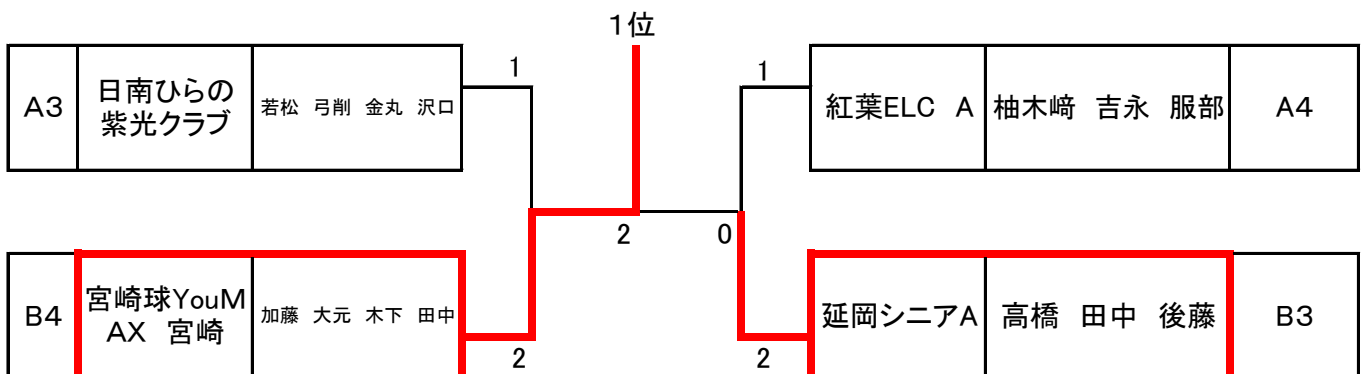 1位
A3
日南ひらの
紫光クラブ
若松 弓削 金丸 沢口
1
1
紅葉ELC A
柚木﨑 吉永 服部
A4
2
0
B4
宮崎球YouM
AX 宮崎
加藤 大元 木下 田中
2
2
延岡シニアA
高橋 田中 後藤
B3